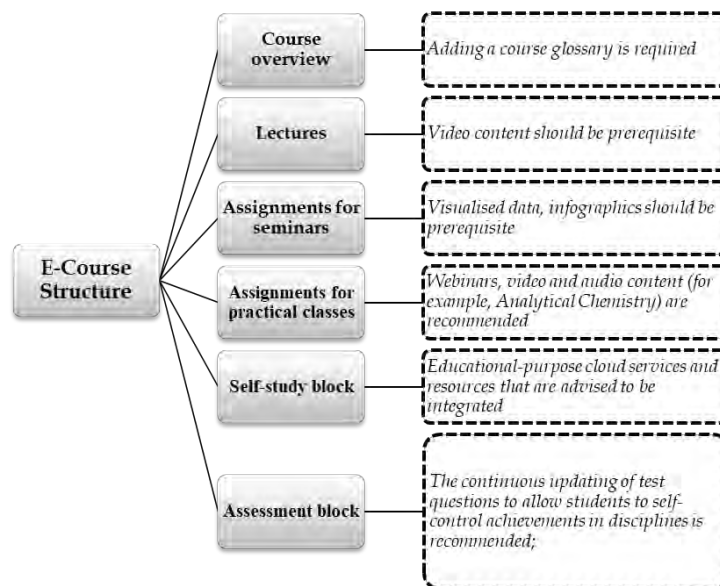 E-Course
Structure
Course
overview
Adding a course glossary is required
Lectures
Video content should be prerequisite
Assignments for
seminars
Visualised data, infographics should be
prerequisite
Assignments for
practical classes
Webinars, video and audio content (for
example, Analytical Chemistry) are
recommended
Self-study block
Educational-purpose cloud services and
resources that are advised to be
integrated
Assessment block
The continuous updating of test
questions to allow students to self-
control achievements in disciplines is
recommended;